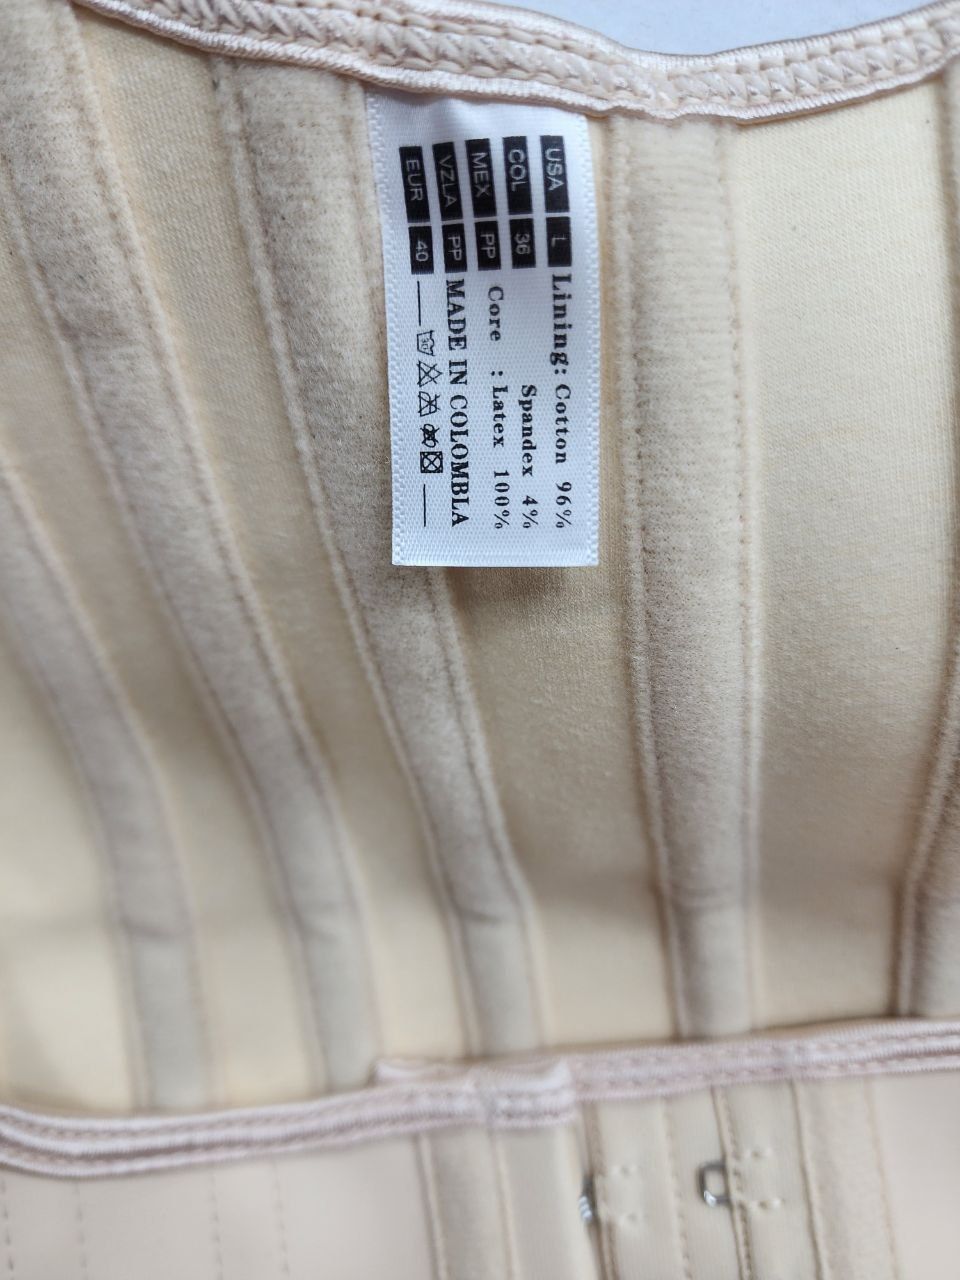 USA L Lining: Cotton 96%
COL 36 Spandex 4%
MEX PP Core : Latex 100%
VZLA PP MADE IN COLOMBLA
EUR 40